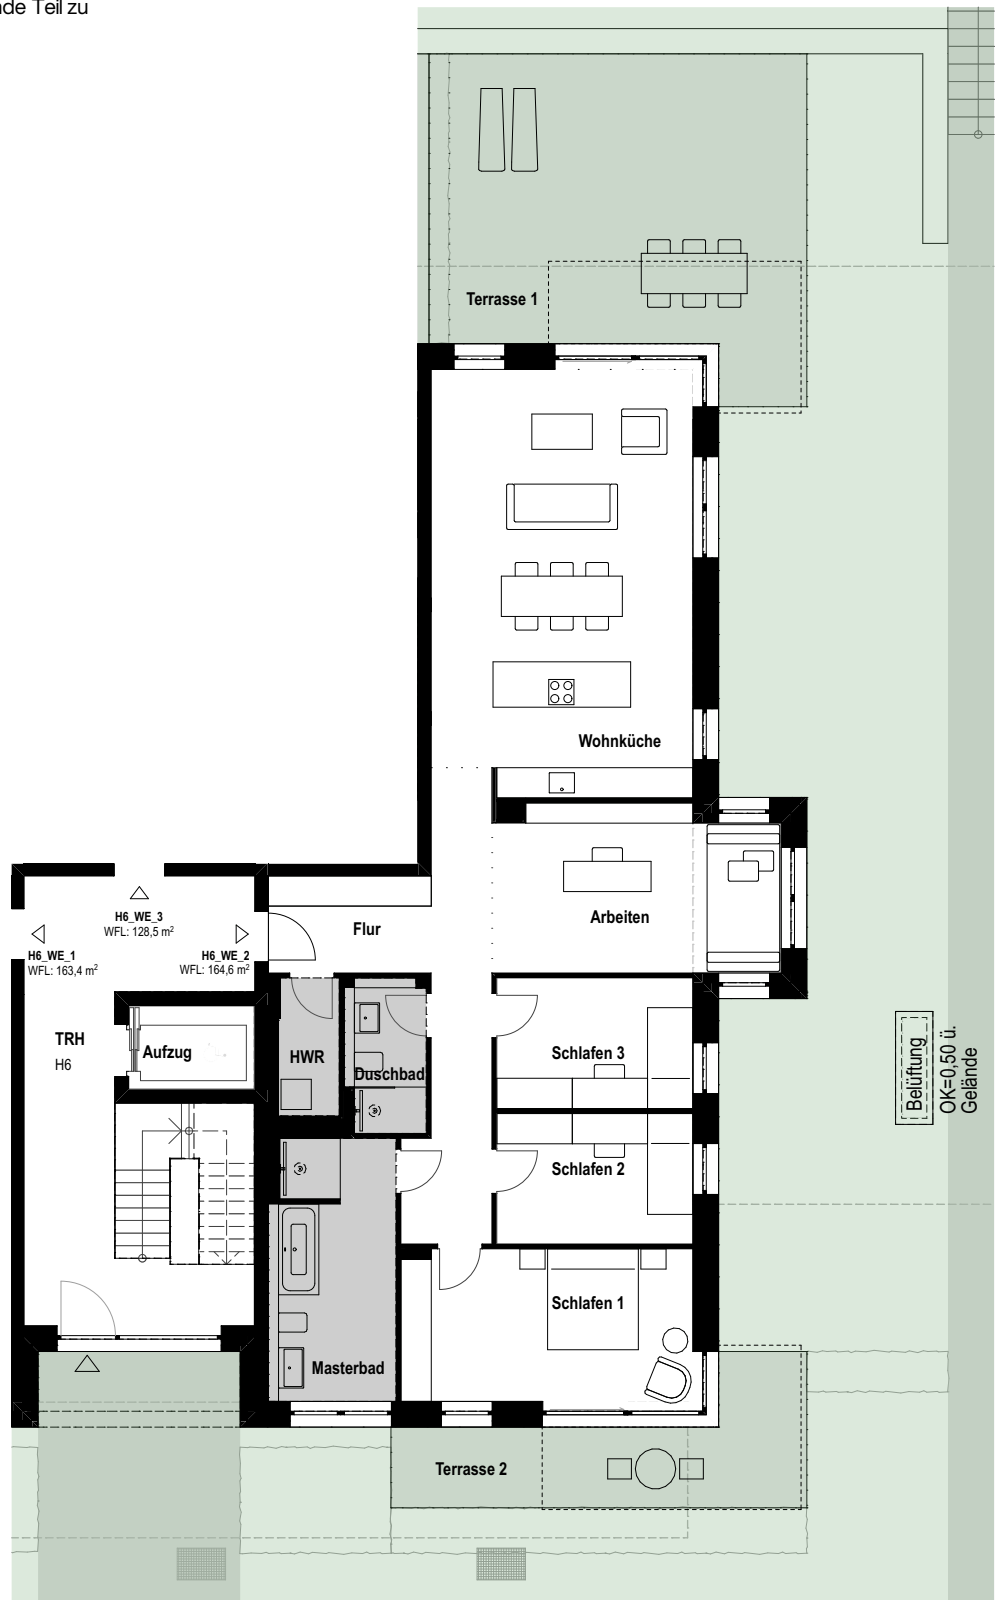 de Teil zu
Terrasse 1
Wohnküche
Arbeiten
Flur
H6_WE_3
WFL: 128,5 m²
H6_WE_1
WFL: 163,4 m²
H6_WE_2
WFL: 164,6 m²
TRH
H6
Aufzug
HWR
Duschbad
Schlafen 3
Schlafen 2
Schlafen 1
Masterbad
Terrasse 2
Belüftung
OK=0,50 ü.
Gelände